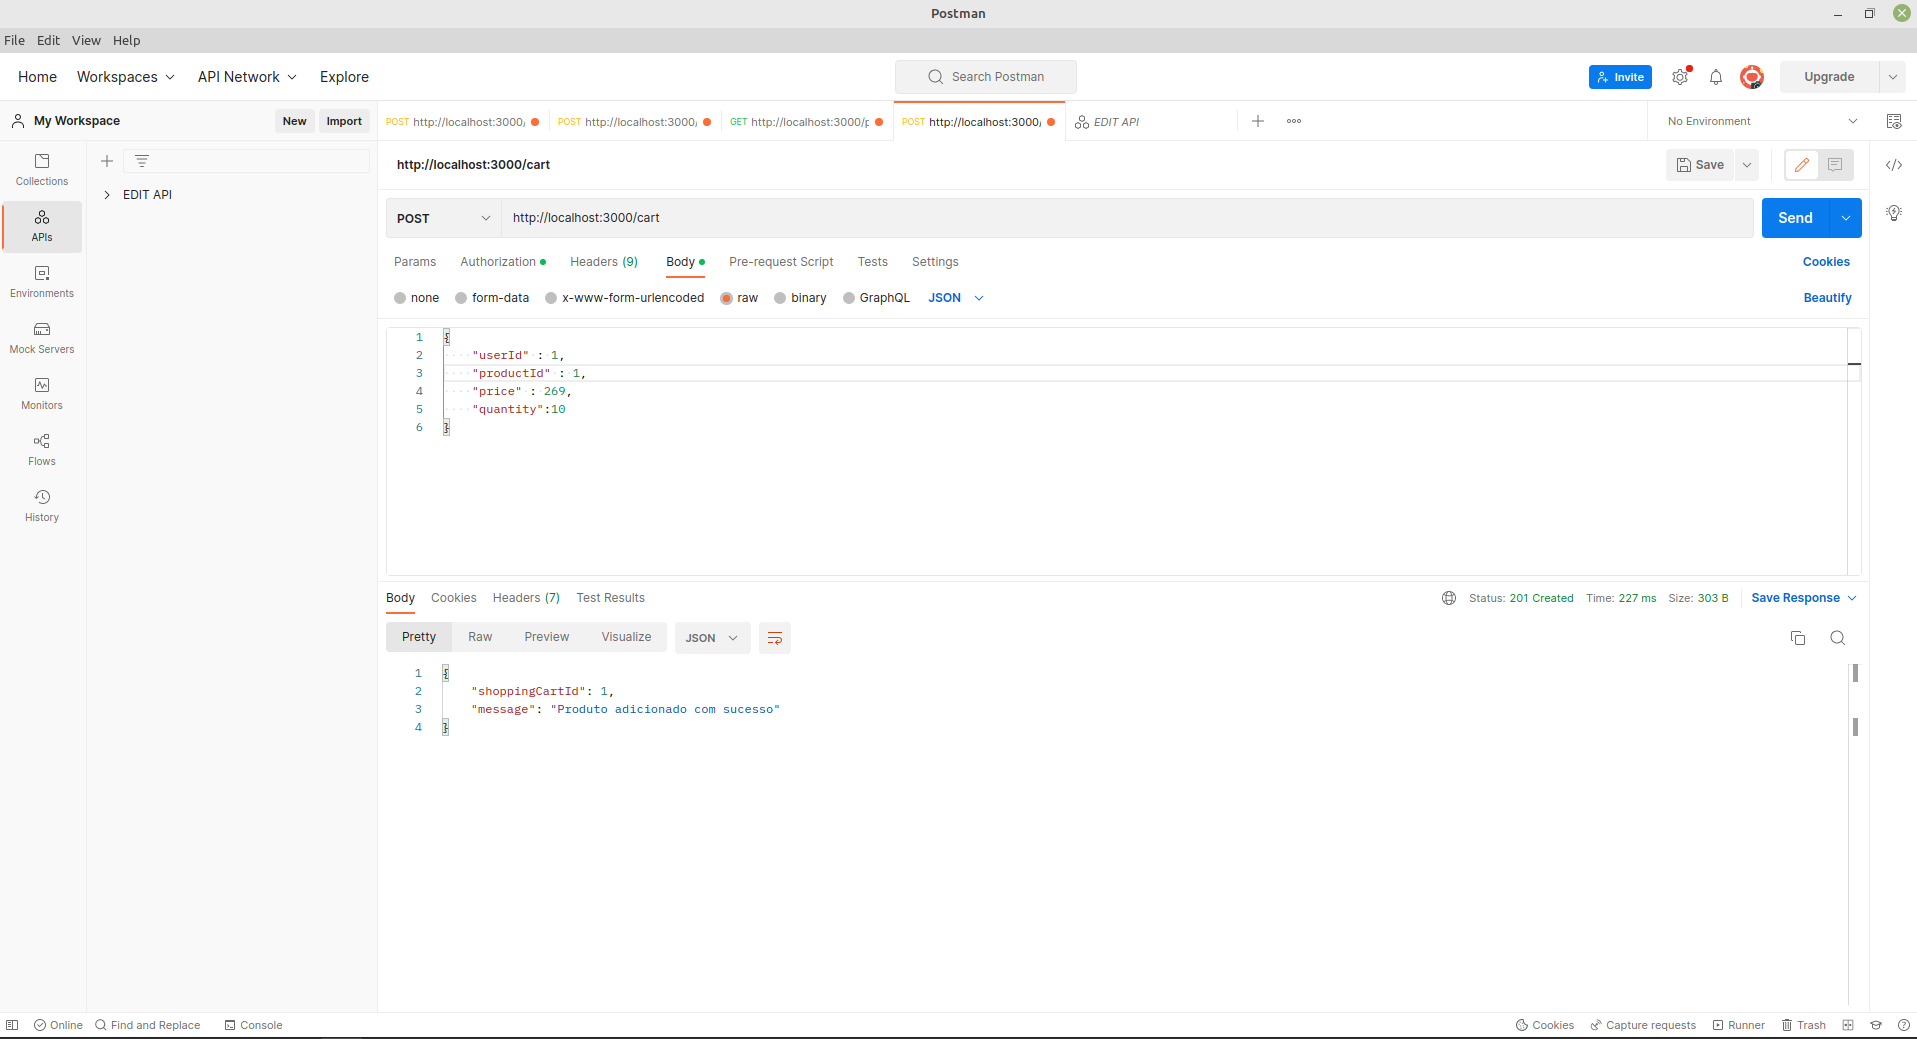 Postman
File Edit View Help
Home Workspaces API Network Explore Search Postman Invite Upgrade
My Workspace New Import POST http://localhost:3000/ POST http://localhost:3000/ GET http://localhost:3000/p POST http://localhost:3000/ EDIT API No Environment
Collections
EDIT API
APIs
Environments
Mock Servers
Monitors
Flows
History
http://localhost:3000/cart Save
POST http://localhost:3000/cart Send
Params Authorization Headers (9) Body Pre-request Script Tests Settings Cookies
none form-data x-www-form-urlencoded raw binary GraphQL JSON Beautify
1 {
2 "userId" : 1,
3 "productId" : 1,
4 "price" : 269,
5 "quantity":10
6 }
Body Cookies Headers (7) Test Results Status: 201 Created Time: 227 ms Size: 303 B Save Response
Pretty Raw Preview Visualize JSON
1 {
2 "shoppingCartId": 1,
3 "message": "Produto adicionado com sucesso"
4 }
Online Find and Replace Console Cookies Capture requests Runner Trash